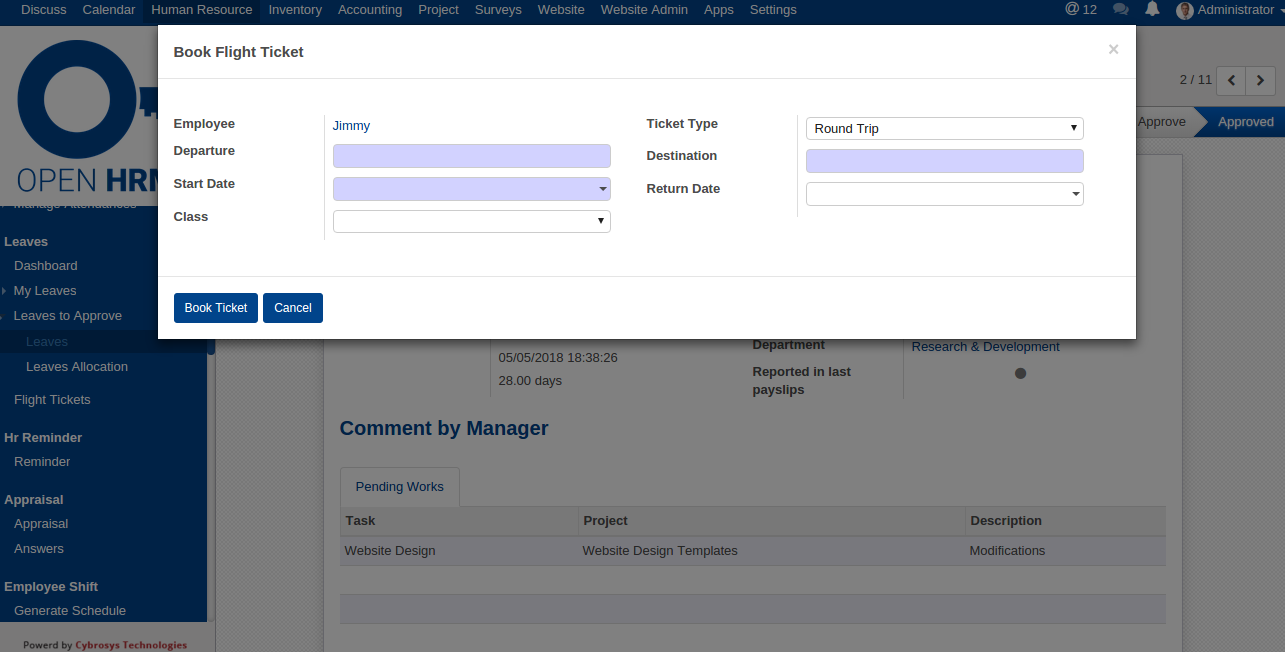 Discuss Calendar Human Resource Inventory Accounting Project Surveys Website Website Admin Apps Settings @ 12 Administrator
Book Flight Ticket ×
2 / 11
Employee Jimmy Ticket Type Round Trip
Approve Approved
Departure Destination
Start Date Return Date
Class
OPEN HRM
Manage Attendances
Leaves
Dashboard
My Leaves
Leaves to Approve
Leaves
Leaves Allocation
Flight Tickets
Hr Reminder
Reminder
Appraisal
Appraisal
Answers
Employee Shift
Generate Schedule
Powerd by Cybrosys Technologies
Book Ticket Cancel
Department Research & Development
05/05/2018 18:38:26
28.00 days
Reported in last
payslips
Comment by Manager
Pending Works
Task Project Description
Website Design Website Design Templates Modifications